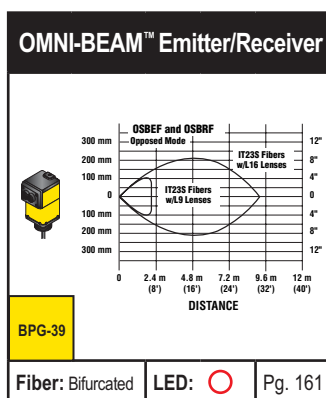 OMNI-BEAM™ Emitter/Receiver
OSBEF and OSBRF
Opposed Mode
300 mm 12"
200 mm 8"
100 mm 4"
0 0
100 mm 4"
200 mm 8"
300 mm 12"
IT23S Fibers
w/L16 Lenses
IT23S Fibers
w/L9 Lenses
0 2.4 m 4.8 m 7.2 m 9.6 m 12 m
(8') (16') (24') (32') (40')
DISTANCE
BPG-39
Fiber: Bifurcated LED: Pg. 161